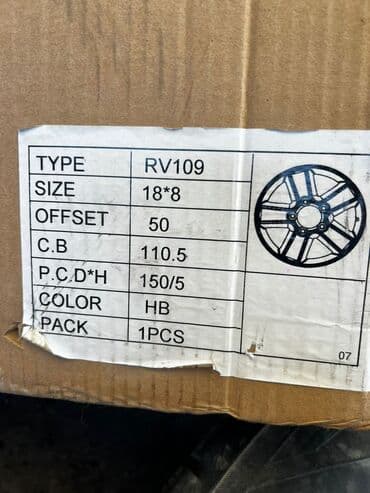 TYPE RV109
SIZE 18*8
OFFSET 50
C.B 110.5
P.C.D*H 150/5
COLOR HB
PACK 1PCS
07